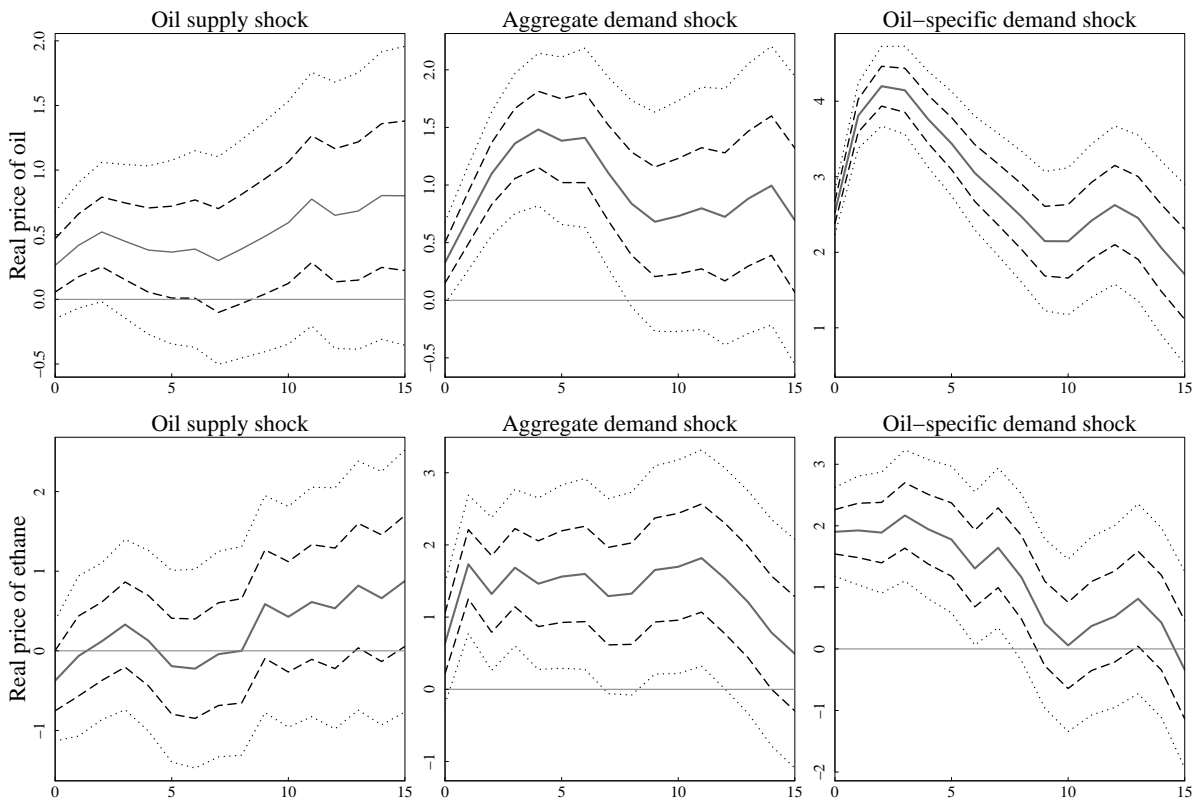 Oil supply shock
Aggregate demand shock
Oil−specific demand shock
Real price of oil
2.0
1.5
1.0
0.5
0.0
−0.5
0 5 10 15
2.0
1.5
1.0
0.5
0.0
−0.5
0 5 10 15
4
3
2
1
0 5 10 15
Oil supply shock
Aggregate demand shock
Oil−specific demand shock
Real price of ethane
2
1
0
−1
0 5 10 15
3
2
1
0
−1
0 5 10 15
3
2
1
0
−1
−2
0 5 10 15